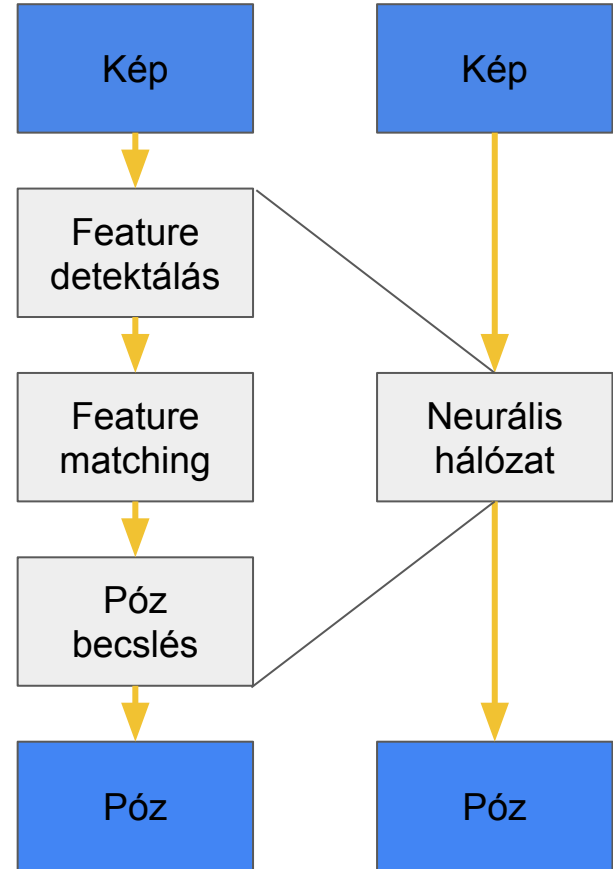 Kép
Kép
Feature
detektálás
Feature
matching
Neurális
hálózat
Póz
becslés
Póz
Póz